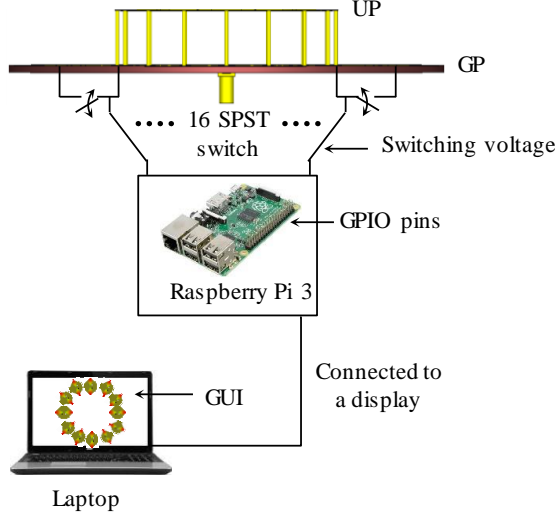 UP
GP
16 SPST
switch
Switching voltage
GPIO pins
Raspberry Pi 3
Connected to
a display
GUI
Laptop